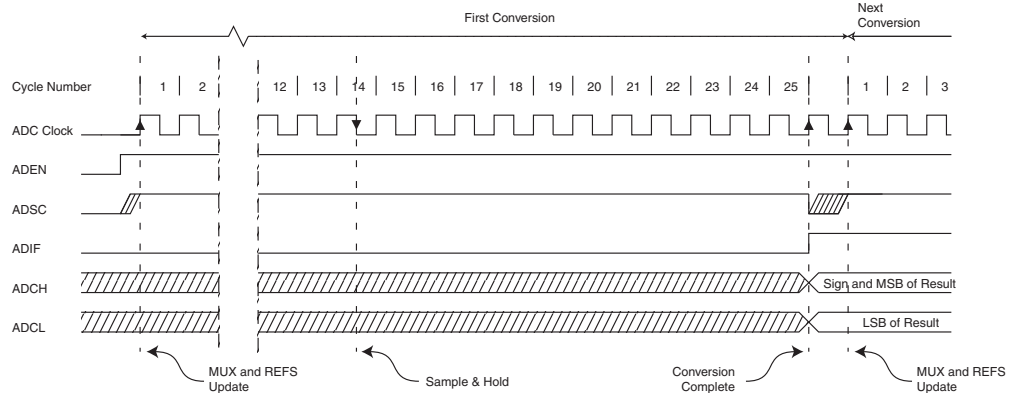 First Conversion
Next
Conversion
Cycle Number 1 2 12 13 14 15 16 17 18 19 20 21 22 23 24 25 1 2 3
ADC Clock
ADEN
ADSC
ADIF
ADCH Sign and MSB of Result
ADCL LSB of Result
MUX and REFS
Update
Sample & Hold
Conversion
Complete
MUX and REFS
Update